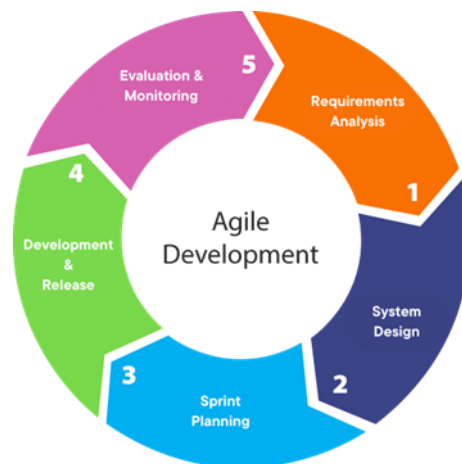 Agile
Development
Requirements
Analysis
1
System
Design
2
Sprint
Planning
3
Development
&
Release
4
Evaluation &
Monitoring
5